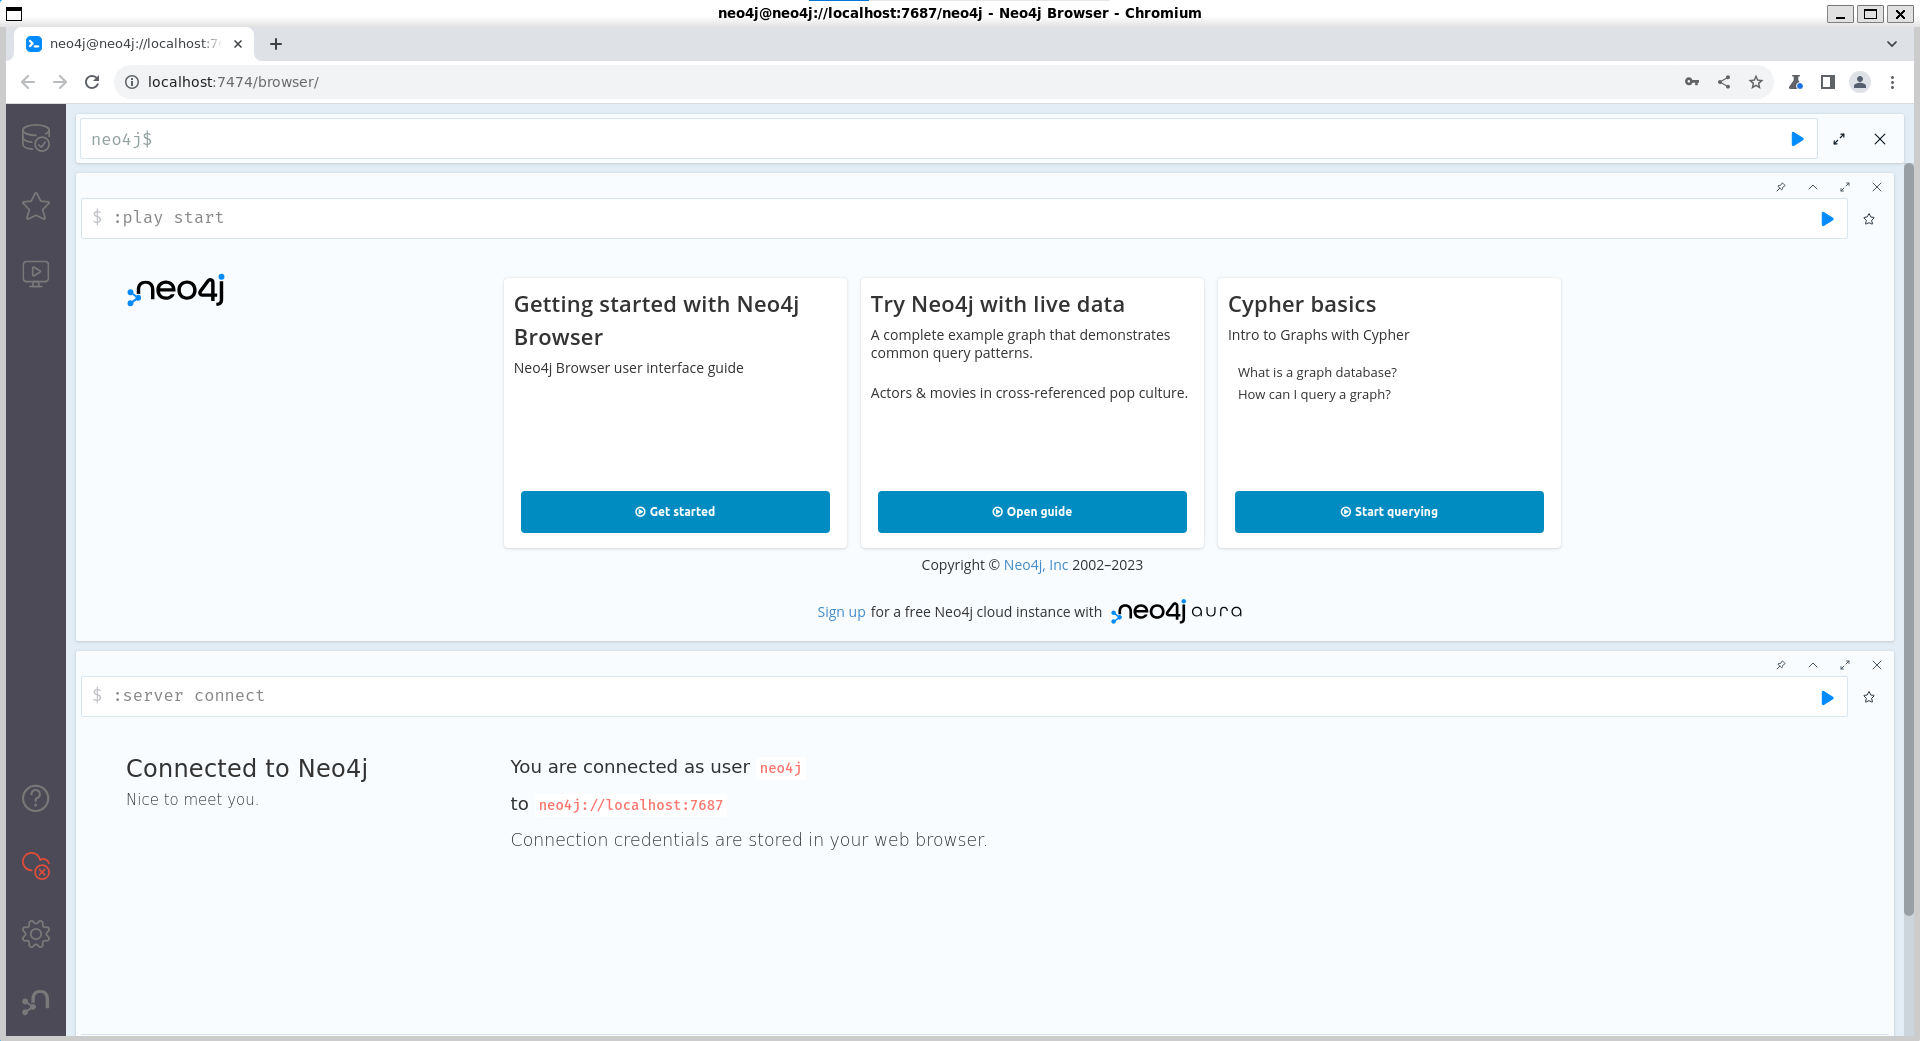 neo4j@neo4j://localhost:7687/neo4j - Neo4j Browser - Chromium
neo4j@neo4j://localhost:7
localhost:7474/browser/
neo4j$
$ :play start
neo4j
Getting started with Neo4j
Browser
Neo4j Browser user interface guide
Get started
Try Neo4j with live data
A complete example graph that demonstrates
common query patterns.
Actors & movies in cross-referenced pop culture.
Open guide
Cypher basics
Intro to Graphs with Cypher
What is a graph database?
How can I query a graph?
Start querying
Copyright © Neo4j, Inc 2002–2023
Sign up for a free Neo4j cloud instance with neo4j aura
$ :server connect
Connected to Neo4j
Nice to meet you.
You are connected as user neo4j
to neo4j://localhost:7687
Connection credentials are stored in your web browser.